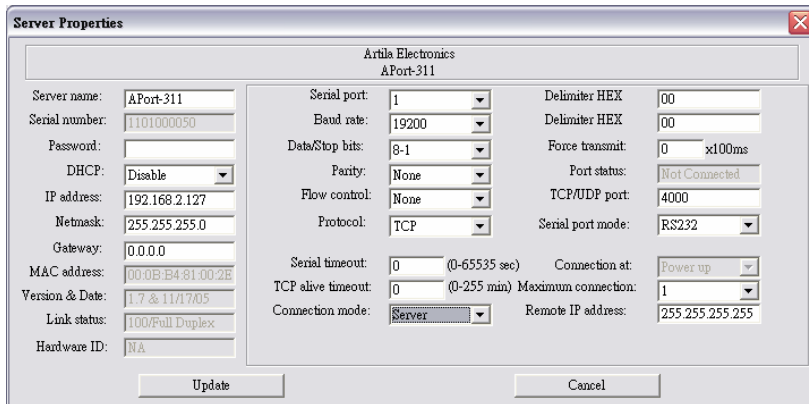 Server Properties
Artila Electronics
APort-311
Server name: APort-311
Serial number: 1101000050
Password:
DHCP: Disable
IP address: 192.168.2.127
Netmask: 255.255.255.0
Gateway: 0.0.0.0
MAC address: 00:0B:B4:81:00:2E
Version & Date: 1.7 & 11/17/05
Link status: 100/Full Duplex
Hardware ID: NA
Serial port: 1
Baud rate: 19200
Data/Stop bits: 8-1
Parity: None
Flow control: None
Protocol: TCP
Serial timeout: 0 (0-65535 sec)
TCP alive timeout: 0 (0-255 min)
Connection mode: Server
Delimiter HEX 00
Delimiter HEX 00
Force transmit: 0 x100ms
Port status: Not Connected
TCP/UDP port: 4000
Serial port mode: RS232
Connection at: Power up
Maximum connection: 1
Remote IP address: 255.255.255.255
Update
Cancel